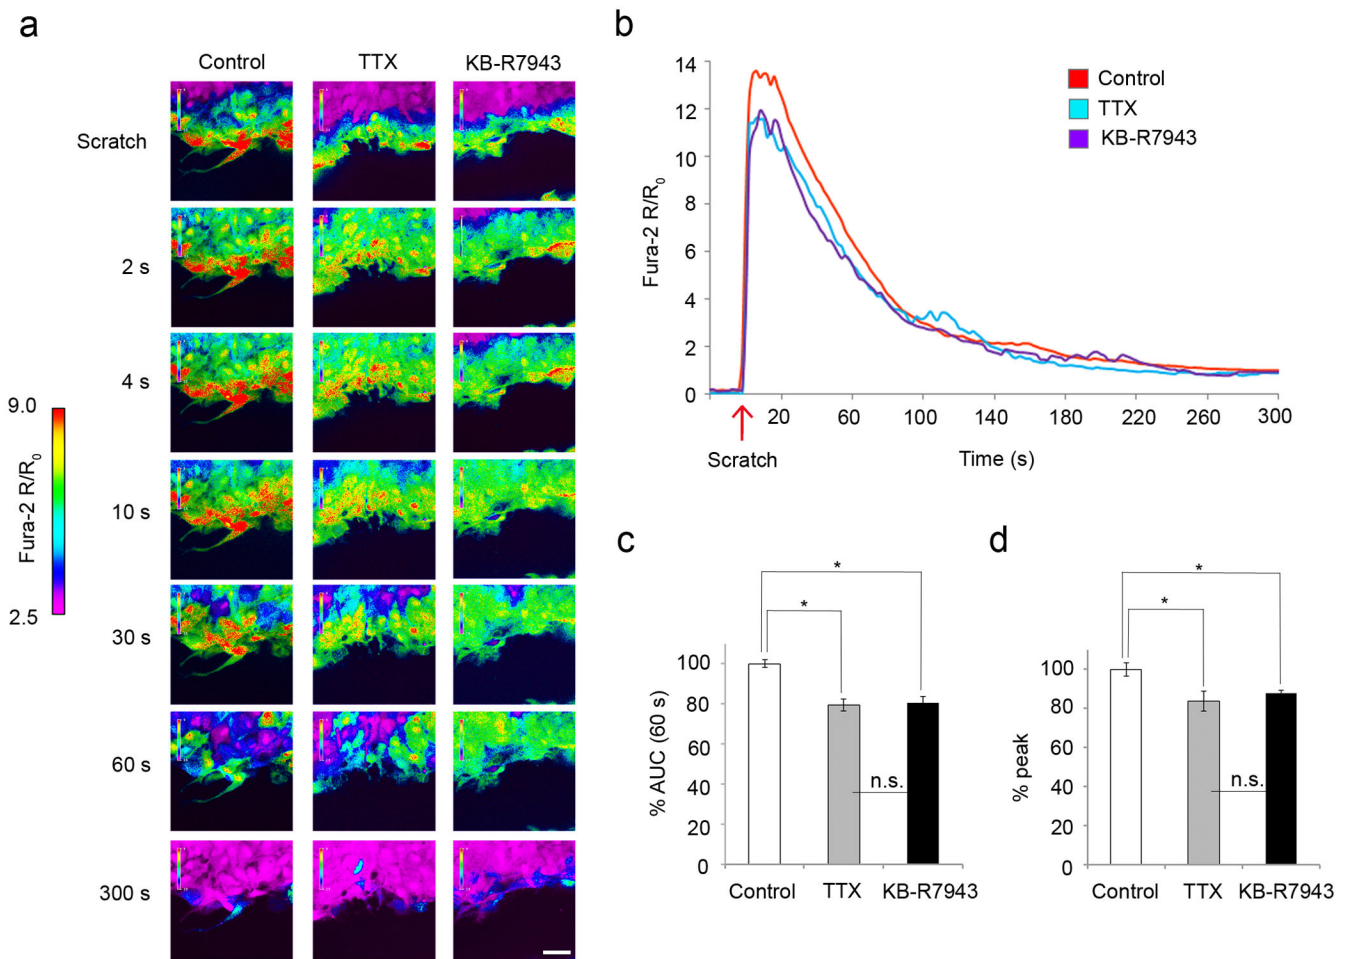 a
Control TTX KB-R7943
Scratch
2 s
4 s
10 s
30 s
60 s
300 s
9.0
Fura-2 R/R0
2.5
b
14
12
10
8
6
4
2
0
Fura-2 R/R0
20 60 100 140 180 220 260 300
Scratch
Time (s)
Control
TTX
KB-R7943
c
% AUC (60 s)
100
80
60
40
20
0
*
*
n.s.
Control TTX KB-R7943
d
% peak
100
80
60
40
20
0
*
*
n.s.
Control TTX KB-R7943